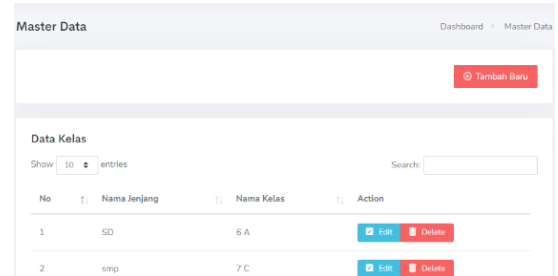 Master Data
Dashboard > Master Data
Tambah Baru
Data Kelas
Show 10 entries
Search:
No Nama Jenjang Nama Kelas Action
1 SD 6 A Edit Delete
2 smp 7 C Edit Delete